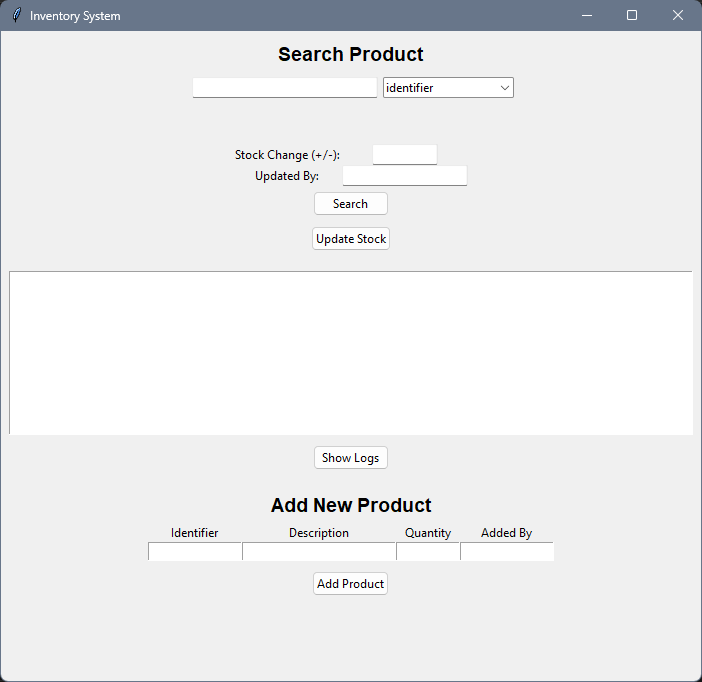 Inventory System
Search Product
identifier
Stock Change (+/-):
Updated By:
Search
Update Stock
Show Logs
Add New Product
Identifier Description Quantity Added By
Add Product